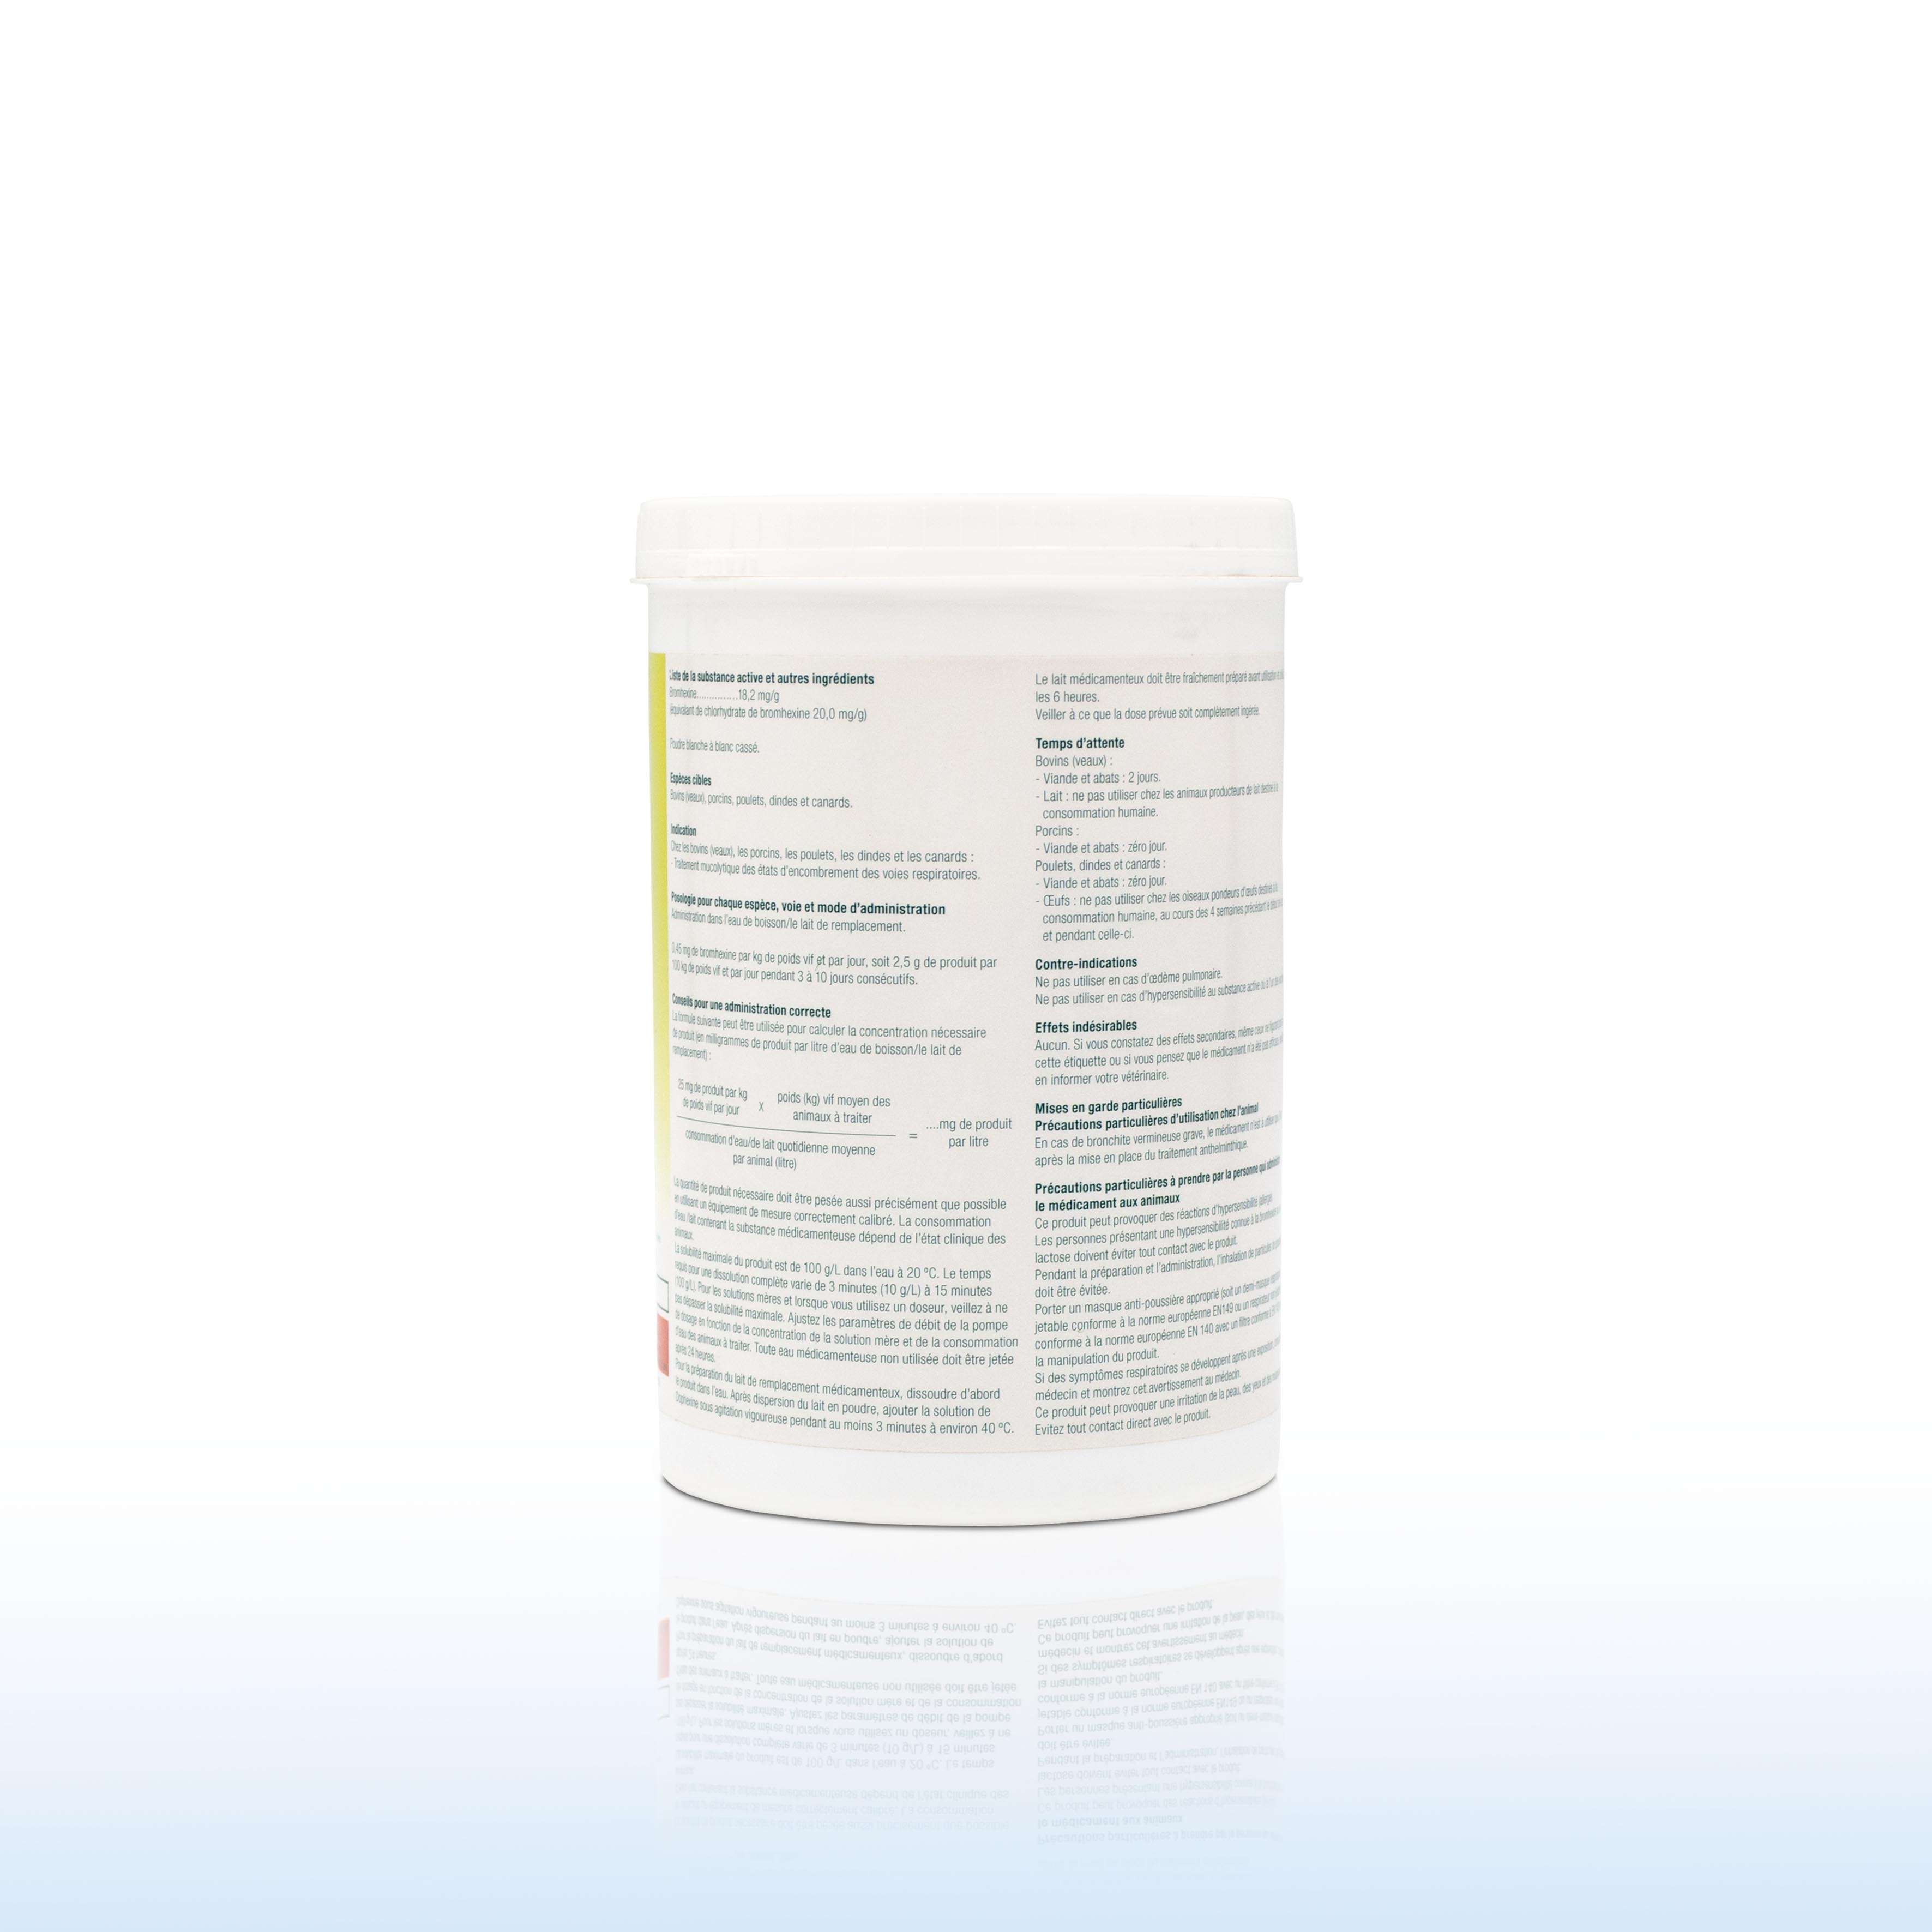 Liste de la substance active et autres ingrédients
Bromhexine..............18,2 mg/g
(équivalant de chlorhydrate de bromhexine 20,0 mg/g)
Poudre blanche à blanc cassé.
Espèces cibles
Bovins (veaux), porcins, poulets, dindes et canards.
Indication
Chez les bovins (veaux), les porcins, les poulets, les dindes et les canards :
- Traitement mucolytique des états d'encombrement des voies respiratoires.
Posologie pour chaque espèce, voie et mode d'administration
Administration dans l'eau de boisson/le lait de remplacement.
0,45 mg de bromhexine par kg de poids vif et par jour, soit 2,5 g de produit par
100 kg de poids vif et par jour pendant 3 à 10 jours consécutifs.
Conseils pour une administration correcte
La formule suivante peut être utilisée pour calculer la concentration nécessaire
de produit (en milligrammes de produit par litre d'eau de boisson/le lait de
remplacement) :
25 mg de produit par kg
de poids vif par jour
x
poids (kg) vif moyen des
animaux à traiter
consommation d'eau/de lait quotidienne moyenne
par animal (litre)
=
....mg de produit
par litre
La quantité de produit nécessaire doit être pesée aussi précisément que possible
en utilisant un équipement de mesure correctement calibré. La consommation
d'eau /lait contenant la substance médicamenteuse dépend de l'état clinique des
animaux.
La solubilité maximale du produit est de 100 g/L dans l'eau à 20 °C. Le temps
requis pour une dissolution complète varie de 3 minutes (10 g/L) à 15 minutes
(100 g/L). Pour les solutions mères et lorsque vous utilisez un doseur, veillez à ne
pas dépasser la solubilité maximale. Ajustez les paramètres de débit de la pompe
de dosage en fonction de la concentration de la solution mère et de la consommation
d'eau des animaux à traiter. Toute eau médicamenteuse non utilisée doit être jetée
après 24 heures.
Pour la préparation du lait de remplacement médicamenteux, dissoudre d'abord
le produit dans l'eau. Après dispersion du lait en poudre, ajouter la solution de
sous agitation vigoureuse pendant au moins 3 minutes à environ 40 °C.
Le lait médicamenteux doit être fraîchement préparé avant utilisation
les 6 heures.
Veiller à ce que la dose prévue soit complètement ingérée.
Temps d'attente
Bovins (veaux) :
- Viande et abats : 2 jours.
- Lait : ne pas utiliser chez les animaux producteurs de lait destiné à la
consommation humaine.
Porcins :
- Viande et abats : zéro jour.
Poulets, dindes et canards :
- Viande et abats : zéro jour.
- Œufs : ne pas utiliser chez les oiseaux pondeurs d'œufs destinés à la
consommation humaine, au cours des 4 semaines précédant le
et pendant celle-ci.
Contre-indications
Ne pas utiliser en cas d'œdème pulmonaire.
Ne pas utiliser en cas d'hypersensibilité au substance active ou à l'un des
Effets indésirables
Aucun. Si vous constatez des effets secondaires, même ceux ne figurant
cette étiquette ou si vous pensez que le médicament n'a été pas efficace
en informer votre vétérinaire.
Mises en garde particulières
Précautions particulières d'utilisation chez l'animal
En cas de bronchite vermineuse grave, le médicament n'est à utiliser
après la mise en place du traitement anthelminthique.
Précautions particulières à prendre par la personne qui
le médicament aux animaux
Ce produit peut provoquer des réactions d'hypersensibilité (allergie).
Les personnes présentant une hypersensibilité connue à la bromhexine
lactose doivent éviter tout contact avec le produit.
Pendant la préparation et l'administration, l'inhalation de particules
doit être évitée.
Porter un masque anti-poussière approprié (soit un demi-masque
jetable conforme à la norme européenne EN149 ou un respirateur
conforme à la norme européenne EN 140 avec un filtre conforme à
la manipulation du produit.
Si des symptômes respiratoires se développent après une exposition,
médecin et montrez cet avertissement au médecin.
Ce produit peut provoquer une irritation de la peau, des yeux et des
Evitez tout contact direct avec le produit.